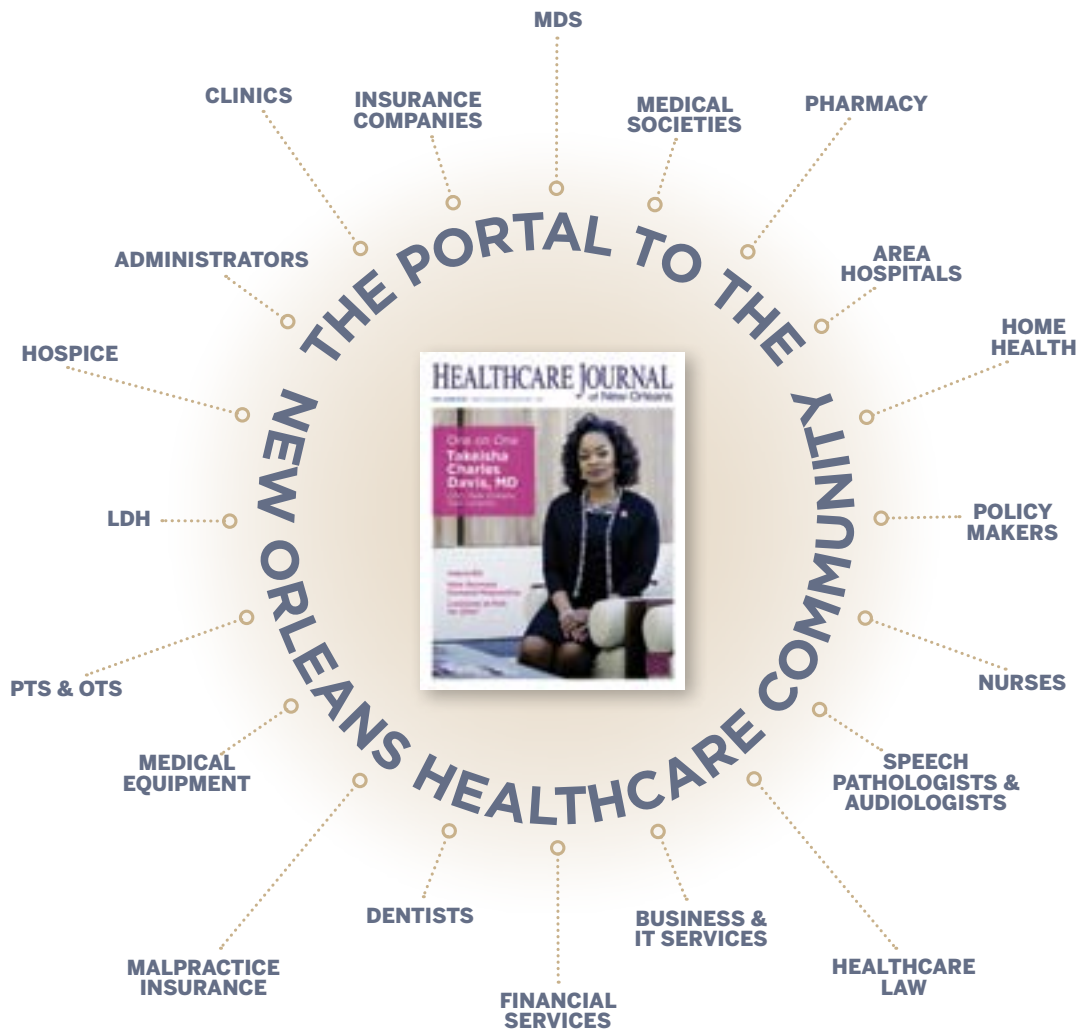 MDS
CLINICS
INSURANCE
COMPANIES
MEDICAL
SOCIETIES
PHARMACY
ADMINISTRATORS
AREA
HOSPITALS
HOSPICE
HOME
HEALTH
LDH
POLICY
MAKERS
PTS & OTS
NURSES
MEDICAL
EQUIPMENT
SPEECH
PATHOLOGISTS &
AUDIOLOGISTS
DENTISTS
BUSINESS &
IT SERVICES
MALPRACTICE
INSURANCE
HEALTHCARE
LAW
FINANCIAL
SERVICES
THE PORTAL TO THE
NEW ORLEANS HEALTHCARE COMMUNITY
HEALTHCARE JOURNAL
of New Orleans
One on One
Takeisha
Charles
Davis, MD